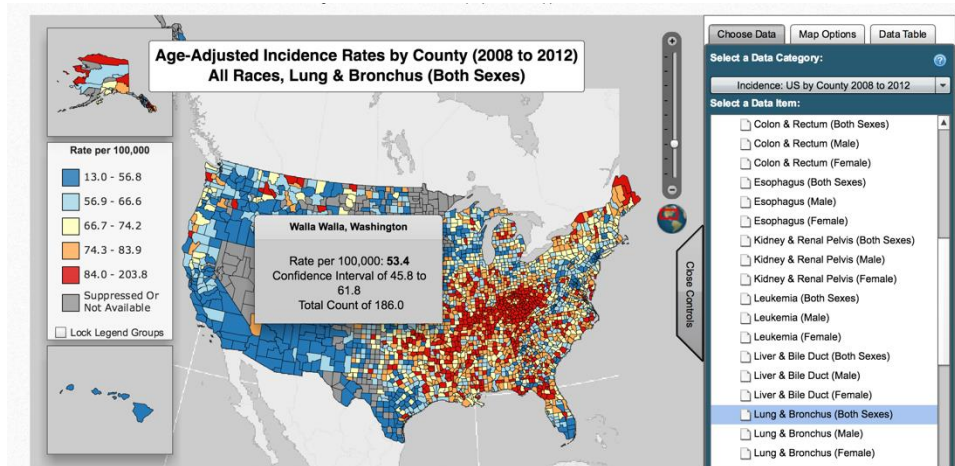 Age-Adjusted Incidence Rates by County (2008 to 2012)
All Races, Lung & Bronchus (Both Sexes)
Rate per 100,000
13.0 - 56.8
56.9 - 66.6
66.7 - 74.2
74.3 - 83.9
84.0 - 203.8
Suppressed Or
Not Available
Lock Legend Groups
Walla Walla, Washington
Rate per 100,000: 53.4
Confidence Interval of 45.8 to
61.8
Total Count of 186.0
Close Controls
Choose Data
Map Options
Data Table
Select a Data Category:
?
Incidence: US by County 2008 to 2012
Select a Data Item:
Colon & Rectum (Both Sexes)
Colon & Rectum (Male)
Colon & Rectum (Female)
Esophagus (Both Sexes)
Esophagus (Male)
Esophagus (Female)
Kidney & Renal Pelvis (Both Sexes)
Kidney & Renal Pelvis (Male)
Kidney & Renal Pelvis (Female)
Leukemia (Both Sexes)
Leukemia (Male)
Leukemia (Female)
Liver & Bile Duct (Both Sexes)
Liver & Bile Duct (Male)
Liver & Bile Duct (Female)
Lung & Bronchus (Both Sexes)
Lung & Bronchus (Male)
Lung & Bronchus (Female)